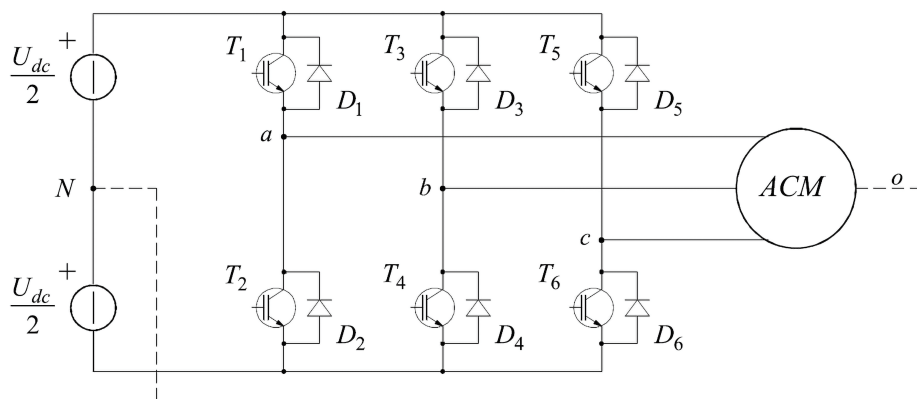 T1 T3 T5
+
Udc
2
D1 D3 D5
a
N b ACM o
c
+
T2 T4 T6
Udc
2
D2 D4 D6